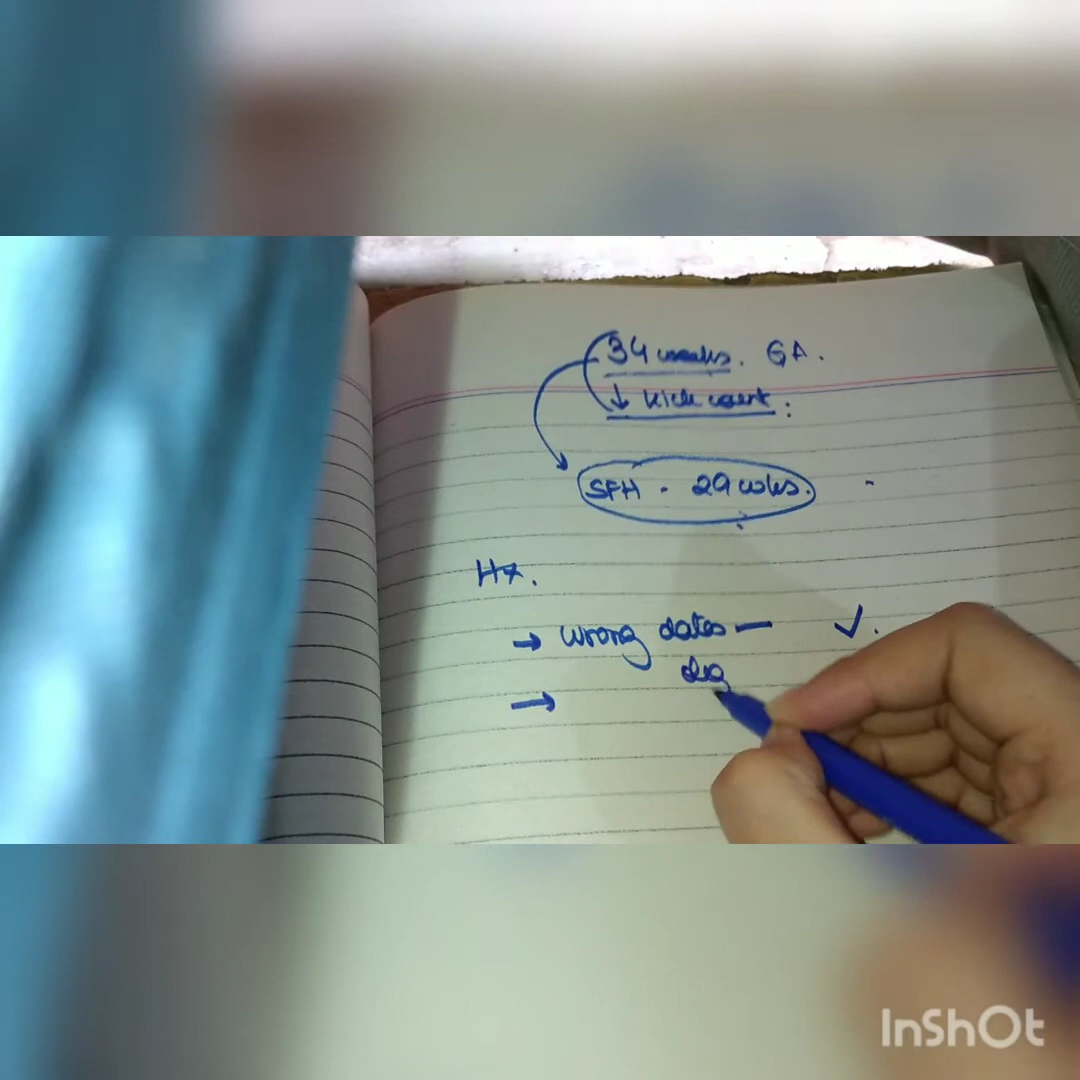 34 weeks. GA.
↓ Kick count:
SFH - 29 wks.
Hx.
→ wrong dates — ✓.
→
InShOt